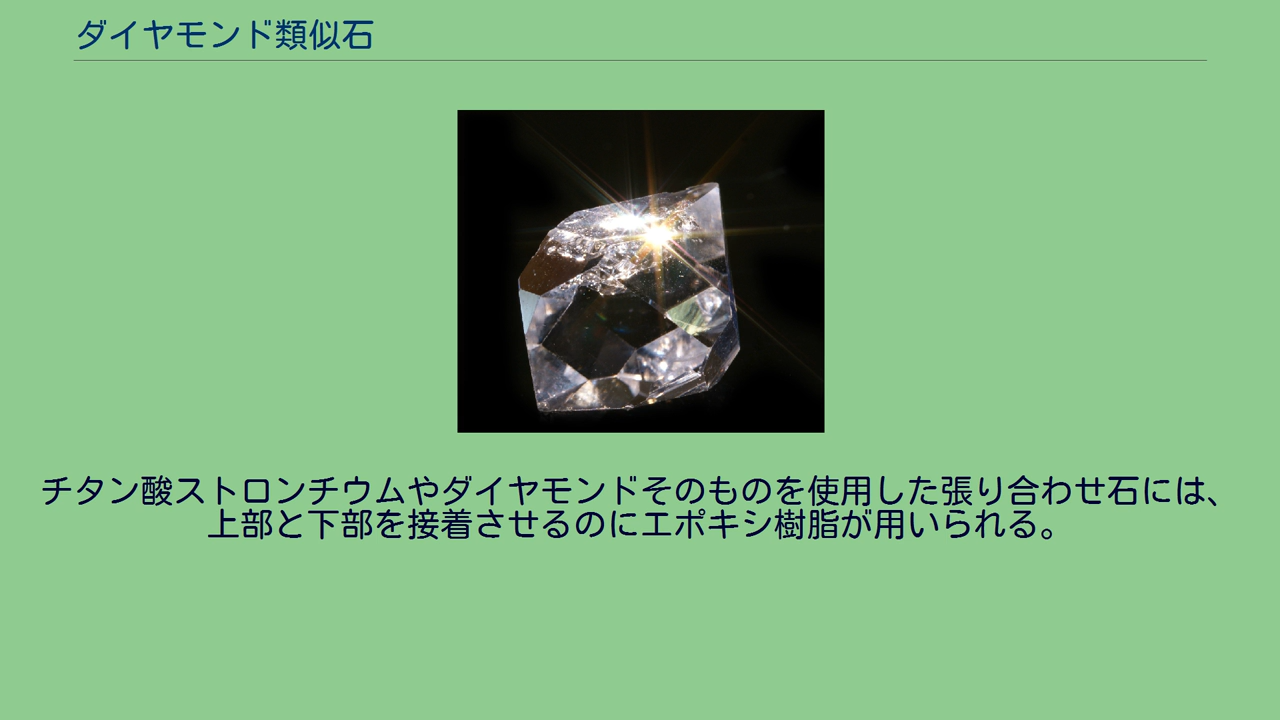 ダイヤモンド類似石
チタン酸ストロンチウムやダイヤモンドそのものを使用した張り合わせ石には、
上部と下部を接着させるのにエポキシ樹脂が用いられる。